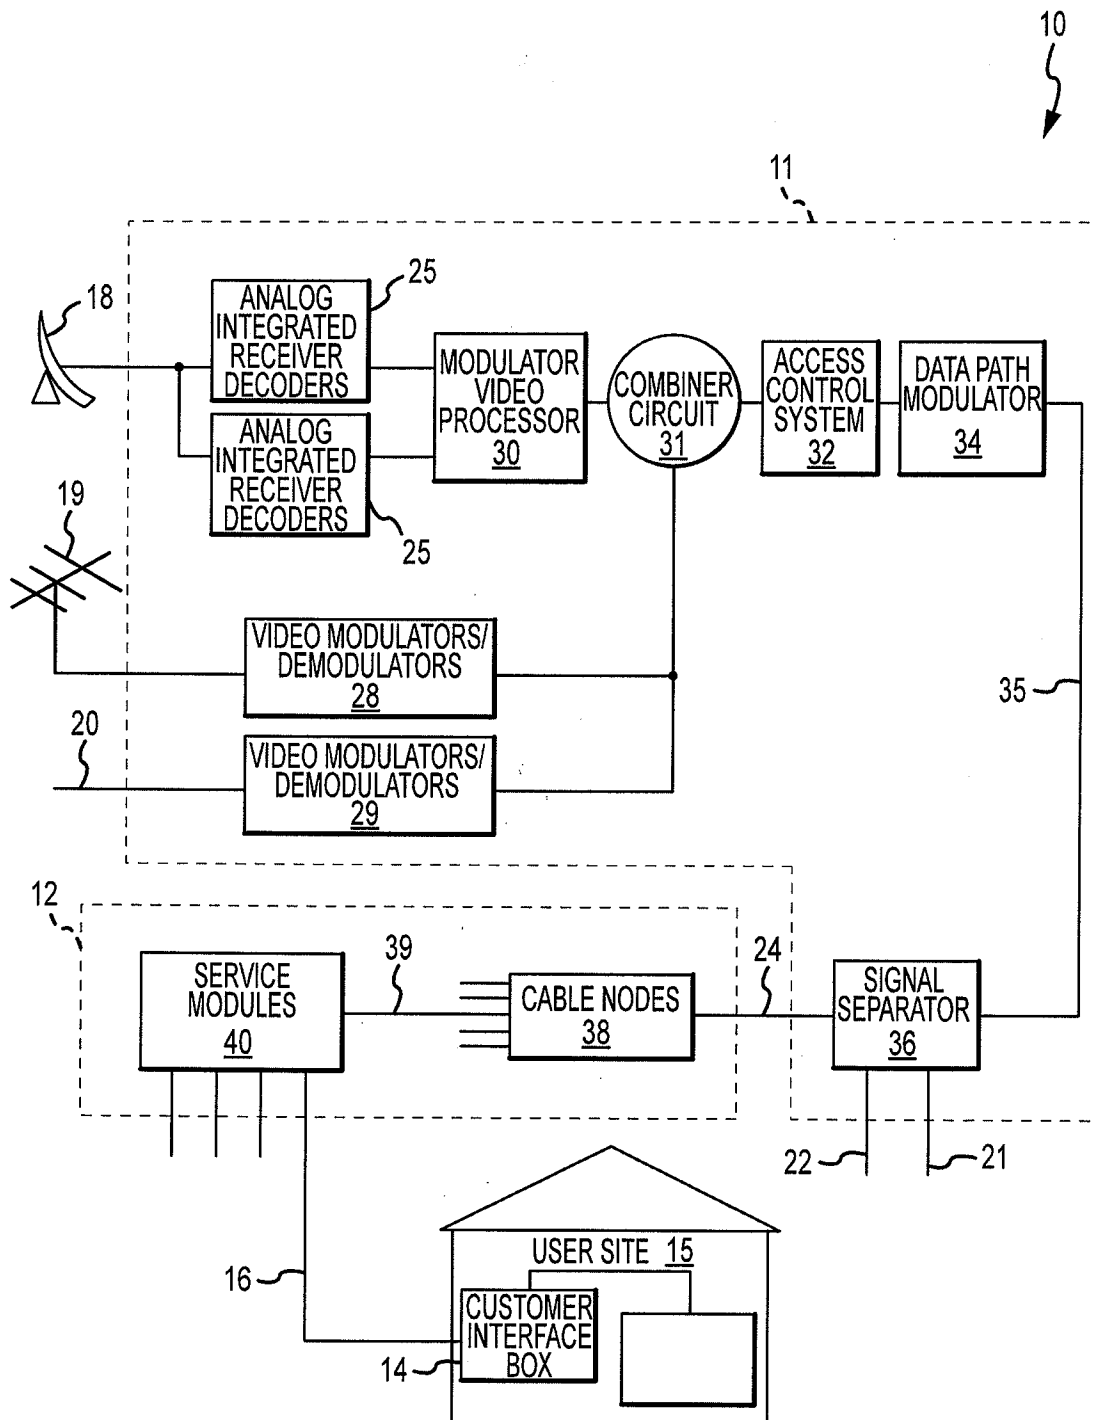 10
11
18
ANALOG
INTEGRATED
RECEIVER
DECODERS
25
MODULATOR
VIDEO
PROCESSOR
30
COMBINER
CIRCUIT
31
ACCESS
CONTROL
SYSTEM
32
DATA PATH
MODULATOR
34
ANALOG
INTEGRATED
RECEIVER
DECODERS
25
19
VIDEO MODULATORS/
DEMODULATORS
28
35
20
VIDEO MODULATORS/
DEMODULATORS
29
12
SERVICE
MODULES
40
39
CABLE NODES
38
24
SIGNAL
SEPARATOR
36
22
21
16
USER SITE 15
CUSTOMER
INTERFACE
BOX
14